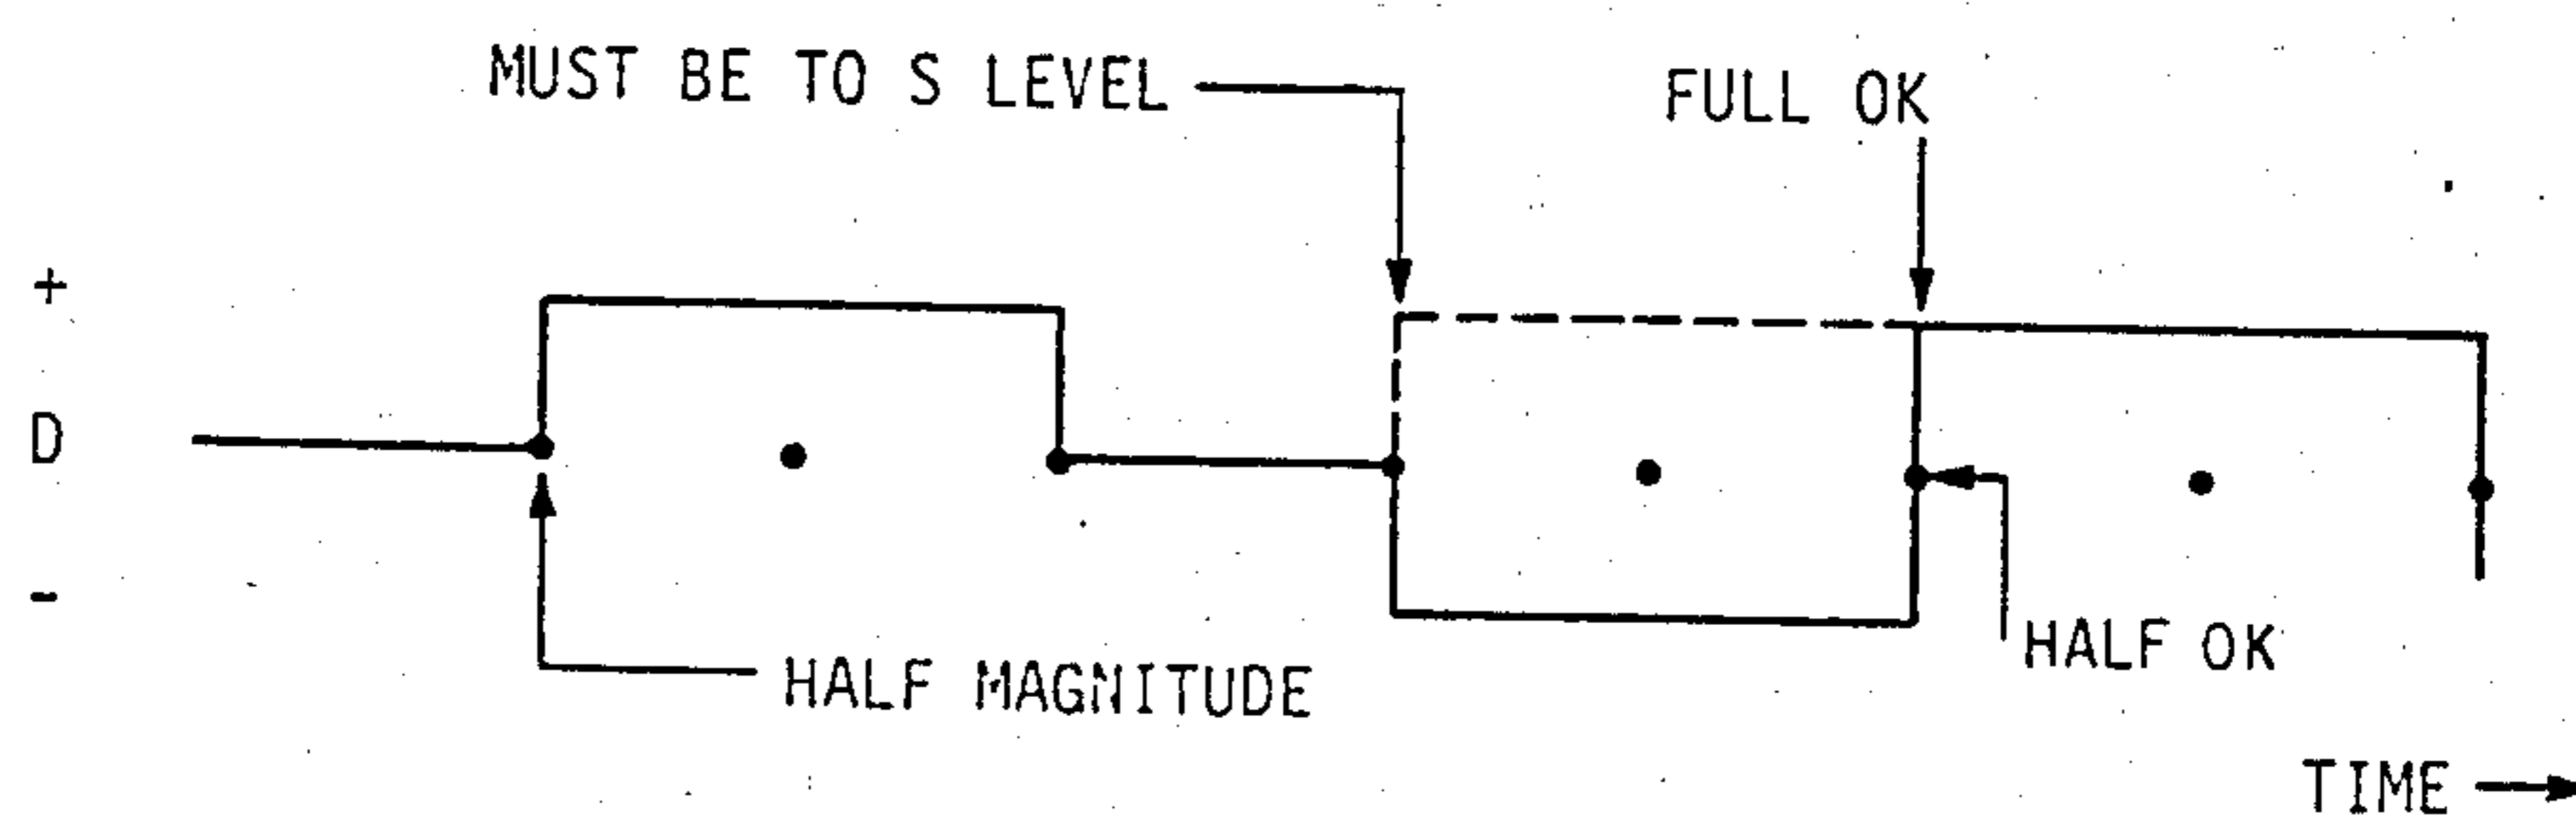 MUST BE TO S LEVEL
FULL OK
+
D
-
HALF OK
HALF MAGNITUDE
TIME